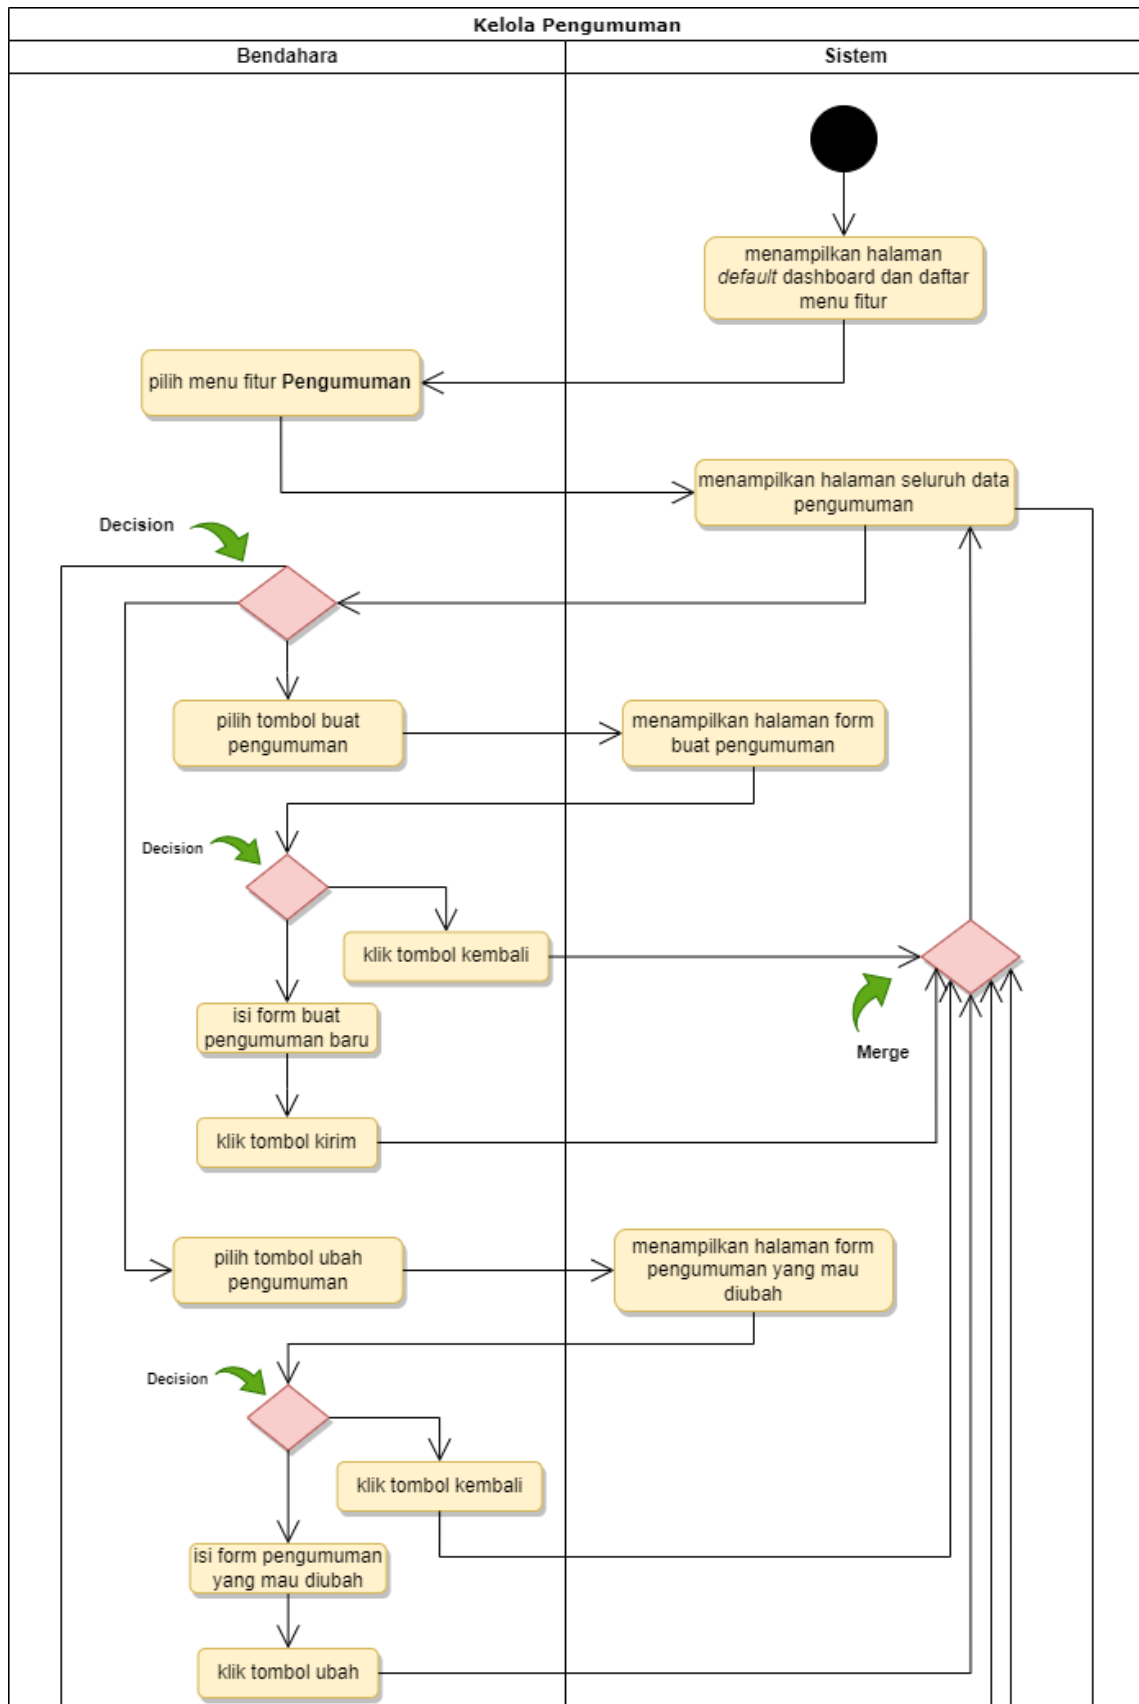 Kelola Pengumuman
Bendahara
Sistem
menampilkan halaman
default dashboard dan daftar
menu fitur
pilih menu fitur Pengumuman
menampilkan halaman seluruh data
pengumuman
Decision
pilih tombol buat
pengumuman
menampilkan halaman form
buat pengumuman
Decision
klik tombol kembali
isi form buat
pengumuman baru
Merge
klik tombol kirim
pilih tombol ubah
pengumuman
menampilkan halaman form
pengumuman yang mau
diubah
Decision
klik tombol kembali
isi form pengumuman
yang mau diubah
klik tombol ubah